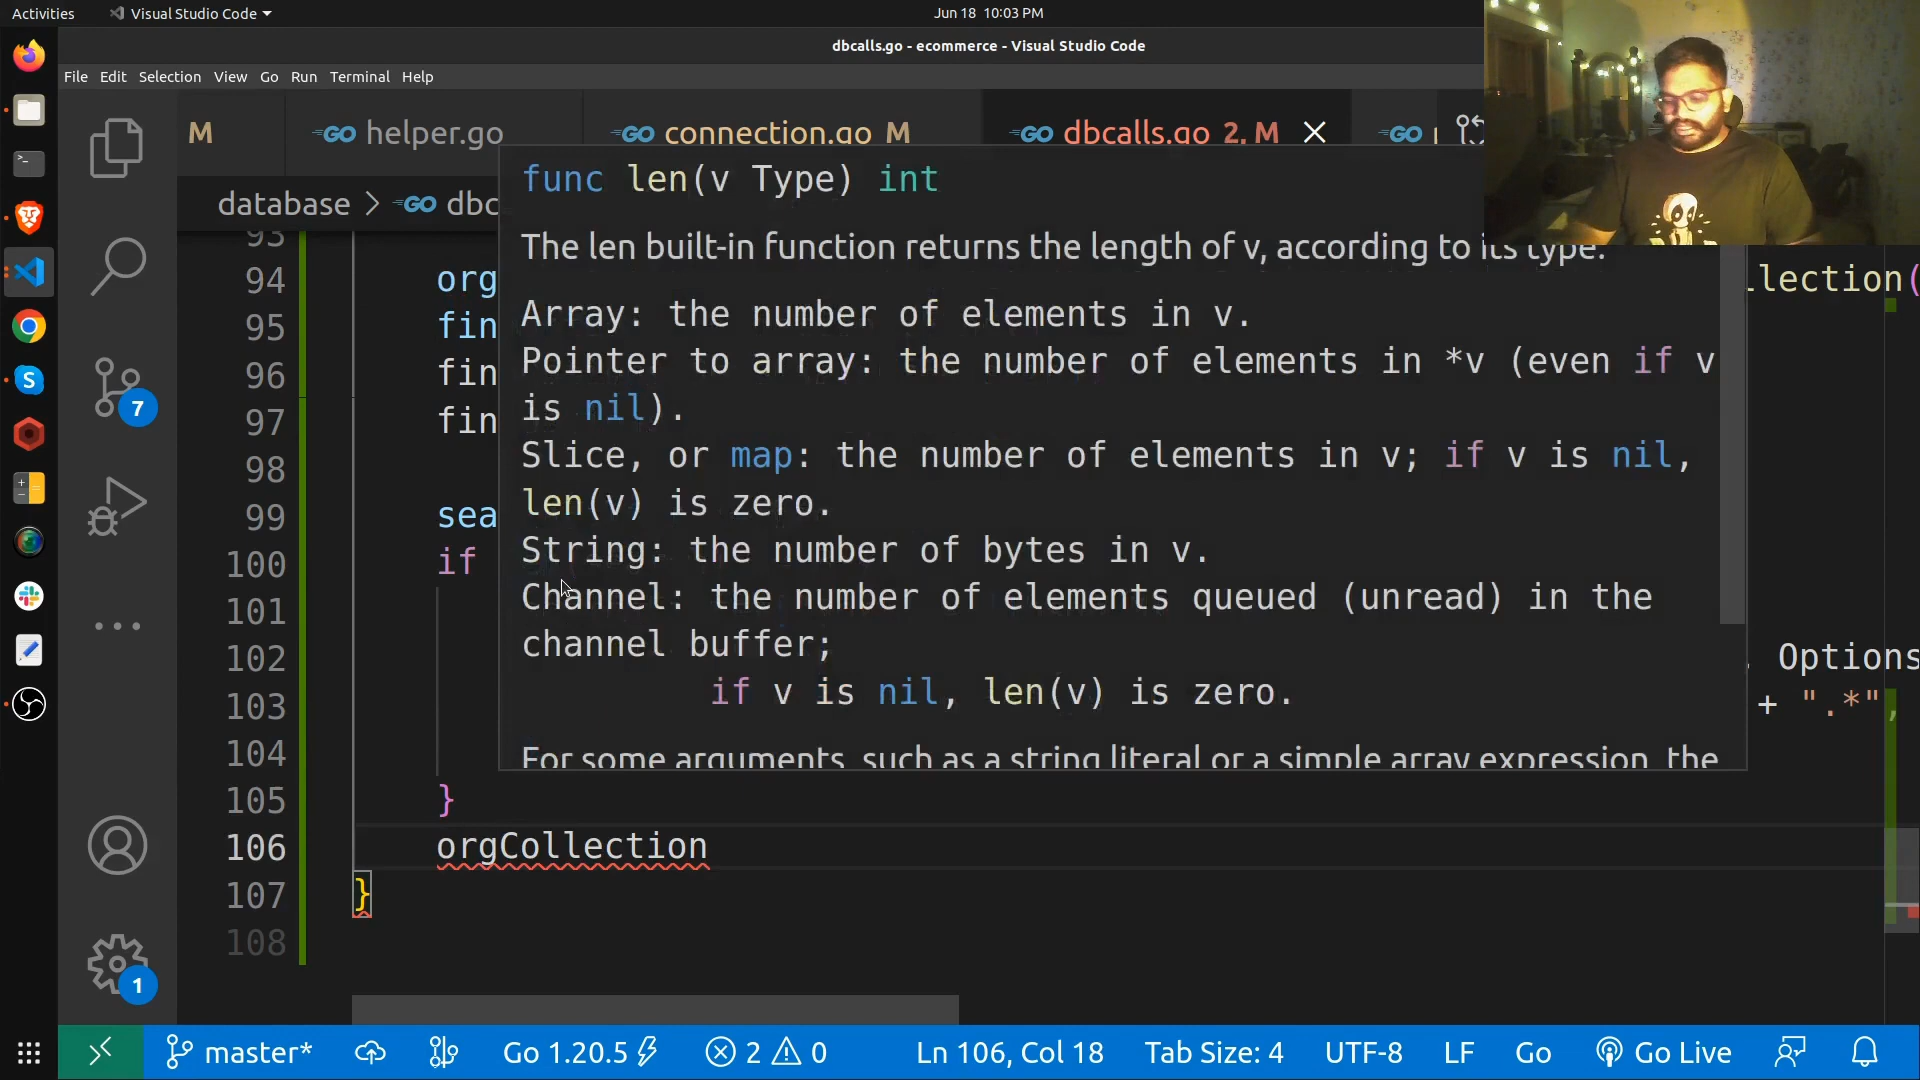 Activities
Visual Studio Code
Jun 18 10:03 PM
dbcalls.go - ecommerce - Visual Studio Code
File Edit Selection View Go Run Terminal Help
M
GO helper.go
GO connection.go M
GO dbcalls.go 2, M
GO
database > GO dbc
func len(v Type) int
The len built-in function returns the length of v, according to its type.
Array: the number of elements in v.
Pointer to array: the number of elements in *v (even if v
is nil).
Slice, or map: the number of elements in v; if v is nil,
len(v) is zero.
String: the number of bytes in v.
Channel: the number of elements queued (unread) in the
channel buffer;
if v is nil, len(v) is zero.
For some arguments, such as a string literal or a simple array expression, the
93
94 org llection(
95 fin
96 fin
97 fin
98
99 sea
100 if
101
102 Options
103 + ".*",
104
105 }
106 orgCollection
107 }
108
7
1
S
master*
Go 1.20.5
2 0
Ln 106, Col 18
Tab Size: 4
UTF-8
LF
Go
Go Live